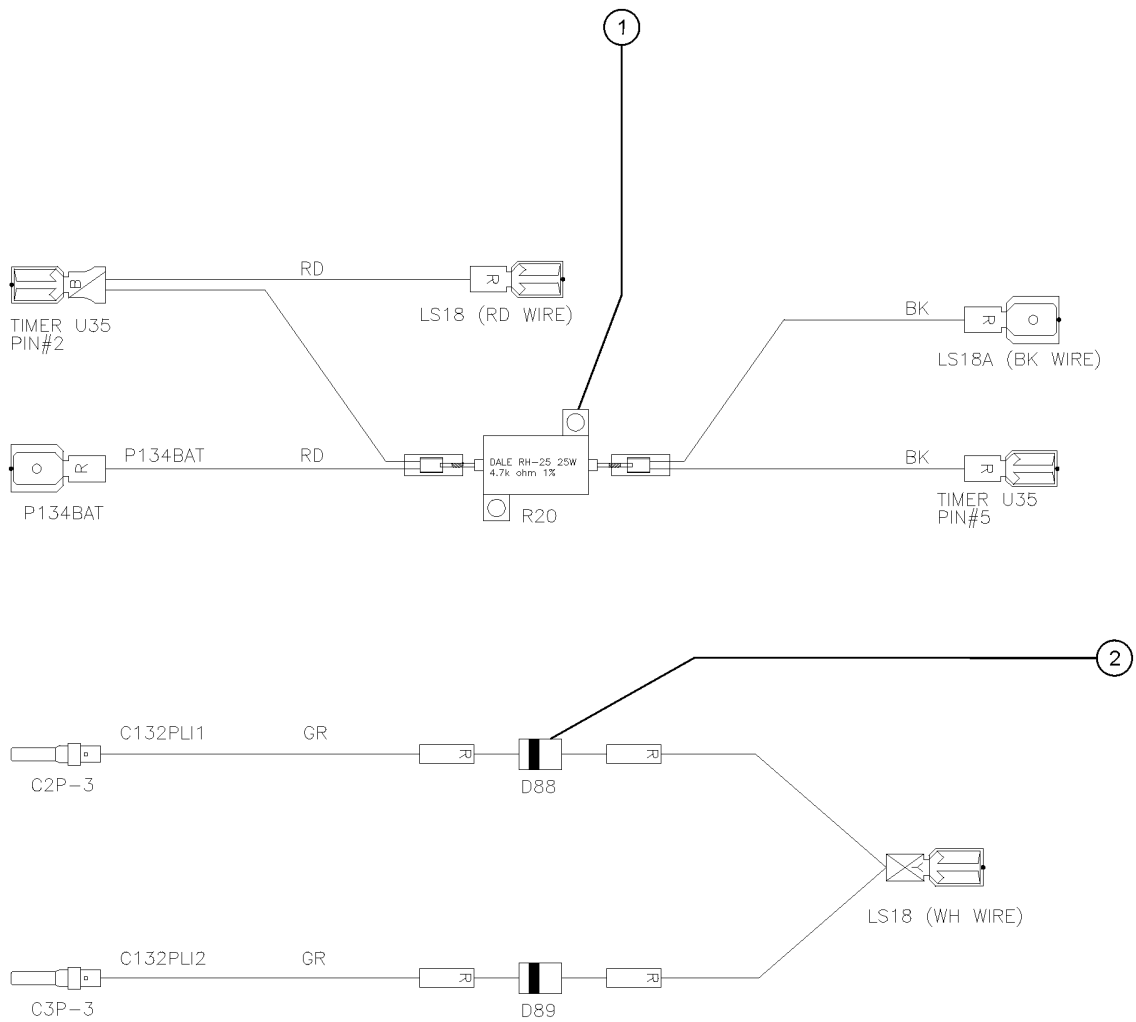 1
RD
B
R
TIMER U35
PIN#2
LS18 (RD WIRE)
BK
R
LS18A (BK WIRE)
P134BAT
RD
R
DALE RH-25 25W
4.7k ohm 1%
BK
R
P134BAT
R20
TIMER U35
PIN#5
2
C132PLI1
GR
R
R
C2P-3
D88
Y
LS18 (WH WIRE)
C132PLI2
GR
R
R
C3P-3
D89